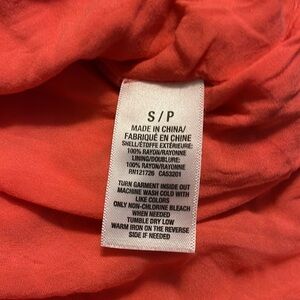 S / P
MADE IN CHINA/
FABRIQUÉ EN CHINE
SHELL/ÉTOFFE EXTÉRIEURE:
100% RAYON/RAYONNE
LINING/DOUBLURE:
100% RAYON/RAYONNE
RN121726 CA53201
TURN GARMENT INSIDE OUT
MACHINE WASH COLD WITH
LIKE COLORS
ONLY NON-CHLORINE BLEACH
WHEN NEEDED
TUMBLE DRY LOW
WARM IRON ON THE REVERSE
SIDE IF NEEDED